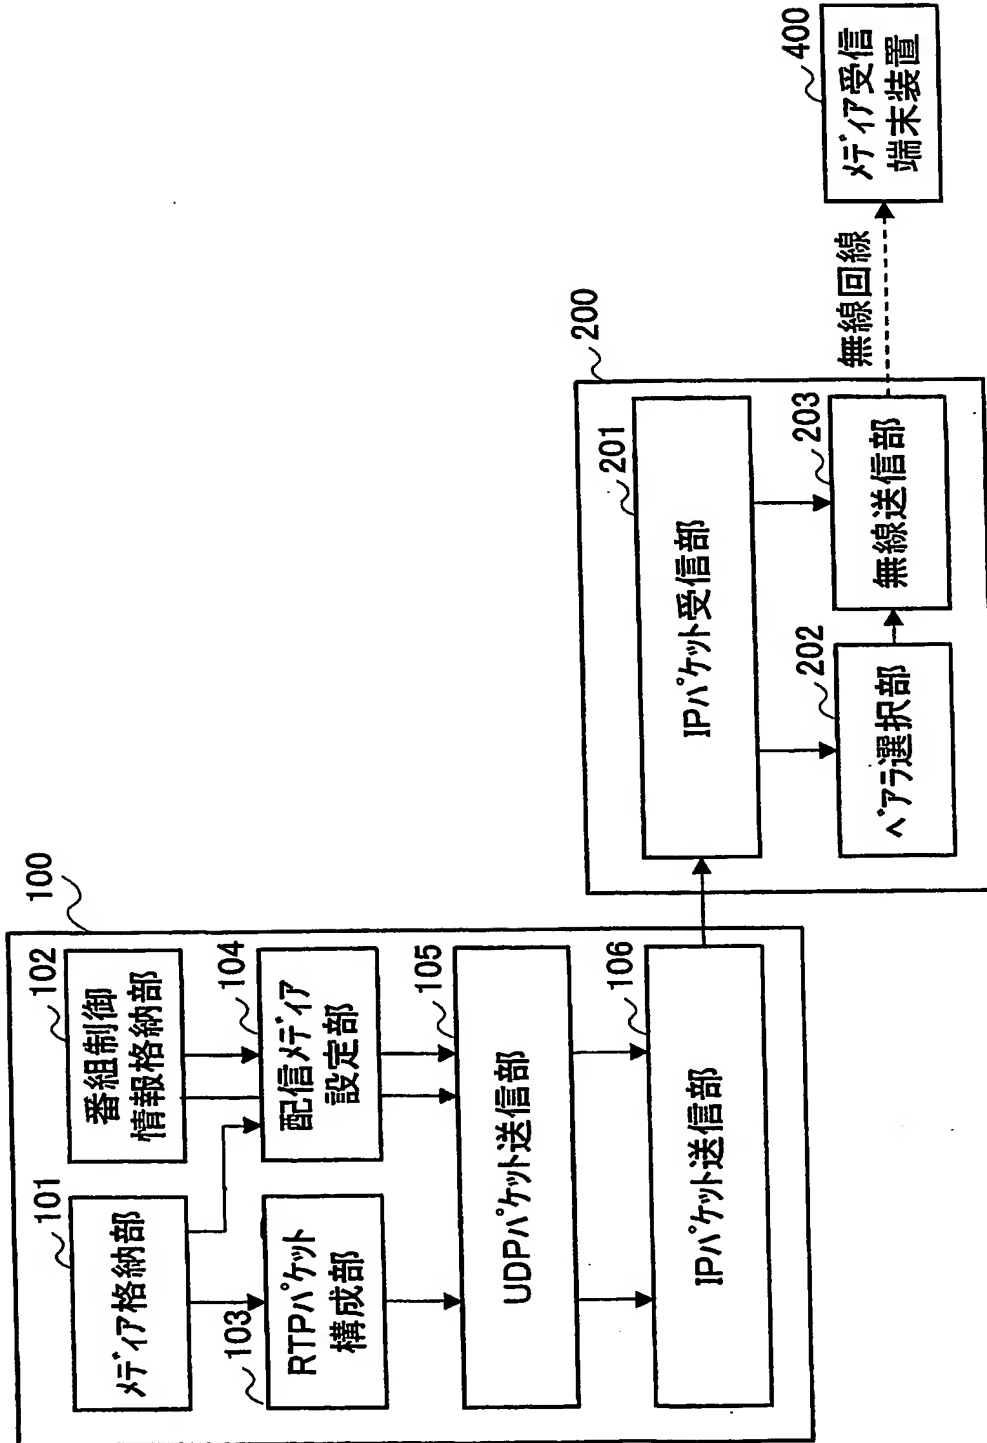 100
101
メディア格納部
102
番組制御
情報格納部
103
RTPパケット
構成部
104
配信メディア
設定部
105
UDPパケット送信部
106
IPパケット送信部
200
201
IPパケット受信部
202
ベアラ選択部
203
無線送信部
無線回線
400
メディア受信
端末装置